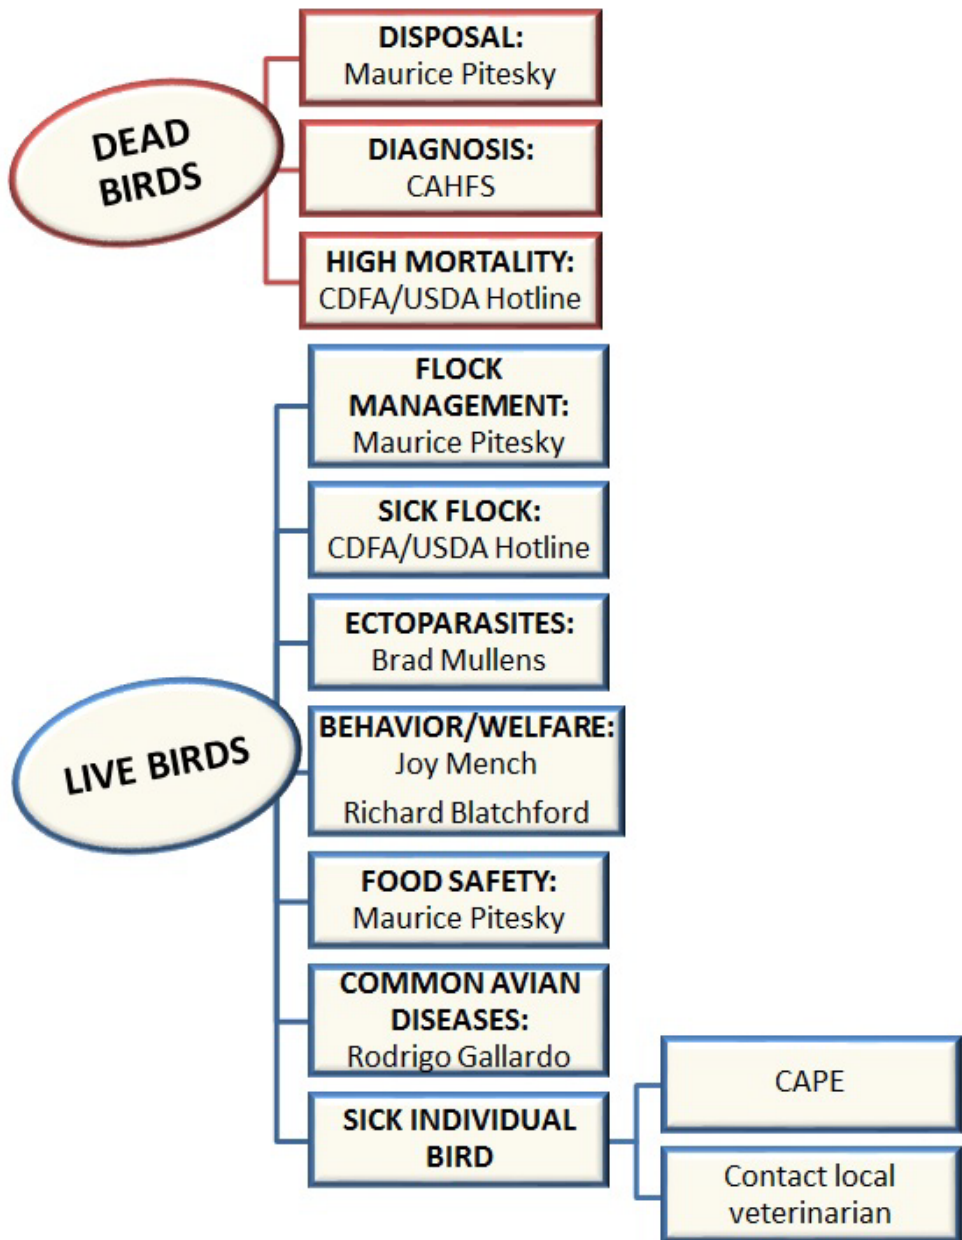 DEAD
BIRDS
DISPOSAL:
Maurice Pitesky
DIAGNOSIS:
CAHFS
HIGH MORTALITY:
CDFA/USDA Hotline
LIVE BIRDS
FLOCK
MANAGEMENT:
Maurice Pitesky
SICK FLOCK:
CDFA/USDA Hotline
ECTOPARASITES:
Brad Mullens
BEHAVIOR/WELFARE:
Joy Mench
Richard Blatchford
FOOD SAFETY:
Maurice Pitesky
COMMON AVIAN
DISEASES:
Rodrigo Gallardo
SICK INDIVIDUAL
BIRD
CAPE
Contact local
veterinarian